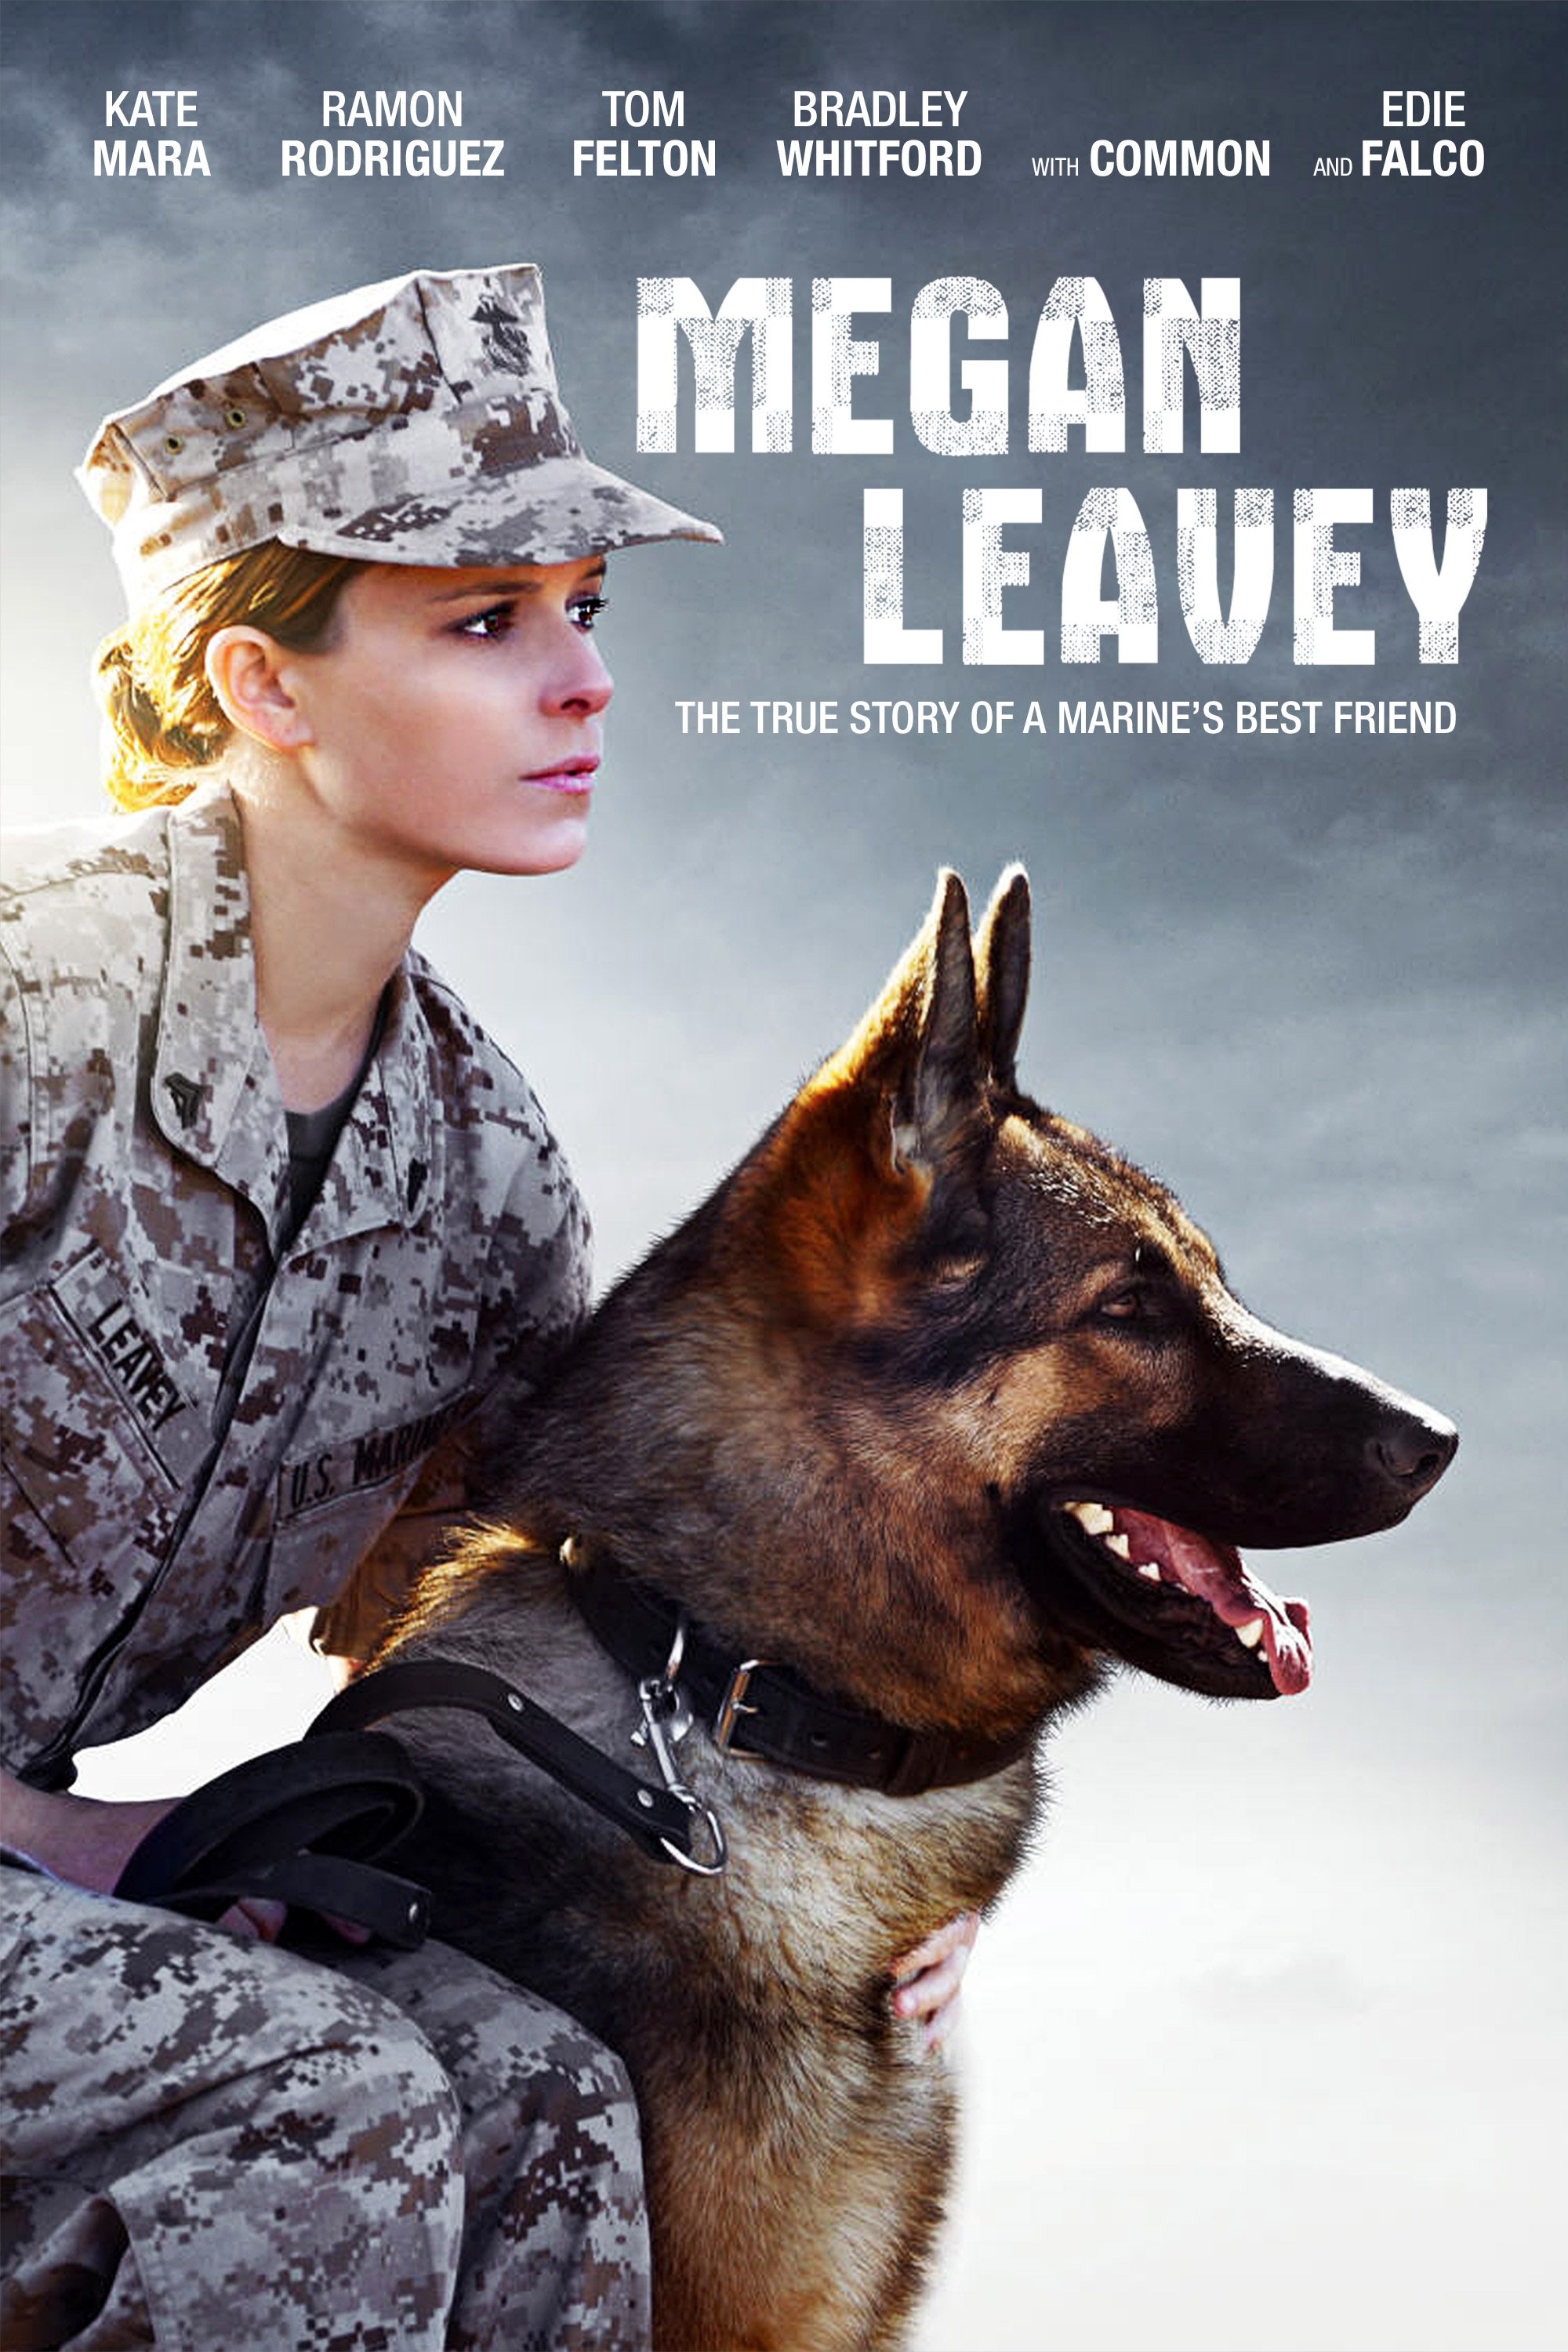 KATE MARA
RAMON RODRIGUEZ
TOM FELTON
BRADLEY WHITFORD
WITH COMMON
AND EDIE FALCO
MEGAN
LEAVEY
THE TRUE STORY OF A MARINE'S BEST FRIEND
LEAVEY
U.S. MARIN